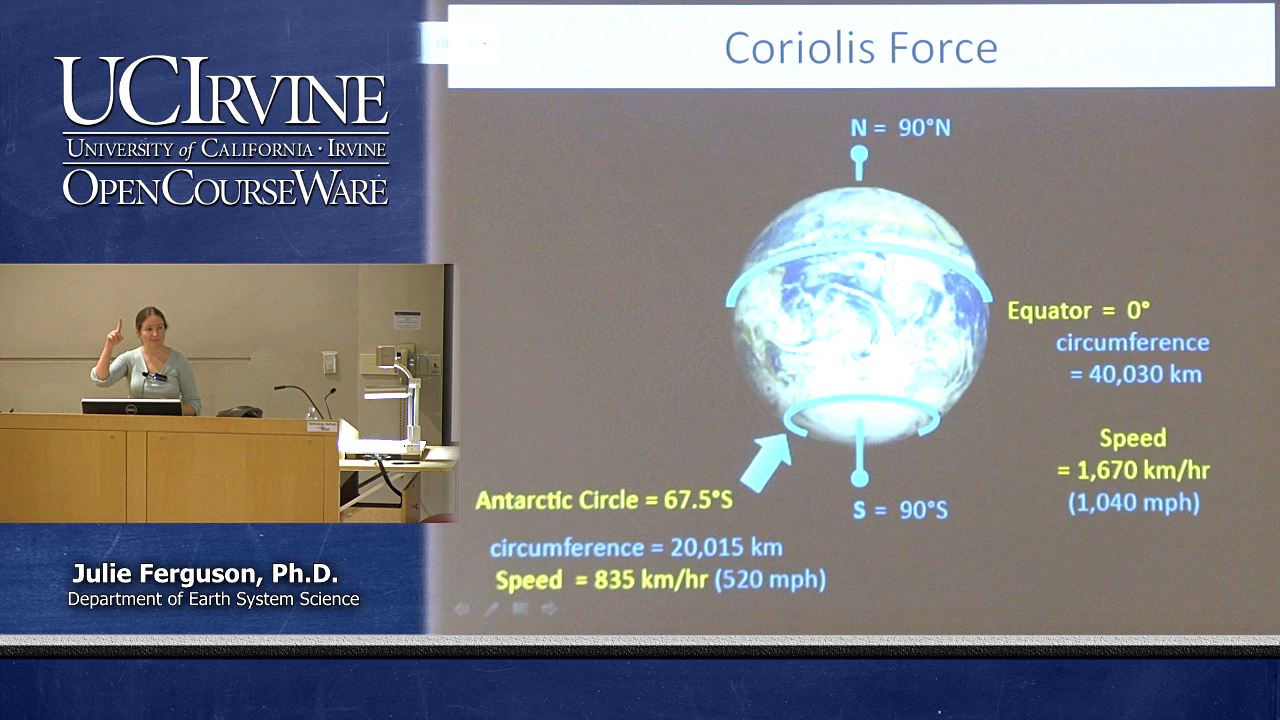 UCIRVINE
UNIVERSITY of CALIFORNIA · IRVINE
OPENCOURSEWARE
Julie Ferguson, Ph.D.
Department of Earth System Science
Coriolis Force
N = 90°N
Equator = 0°
circumference
= 40,030 km
Speed
= 1,670 km/hr
(1,040 mph)
Antarctic Circle = 67.5°S
S = 90°S
circumference = 20,015 km
Speed = 835 km/hr (520 mph)